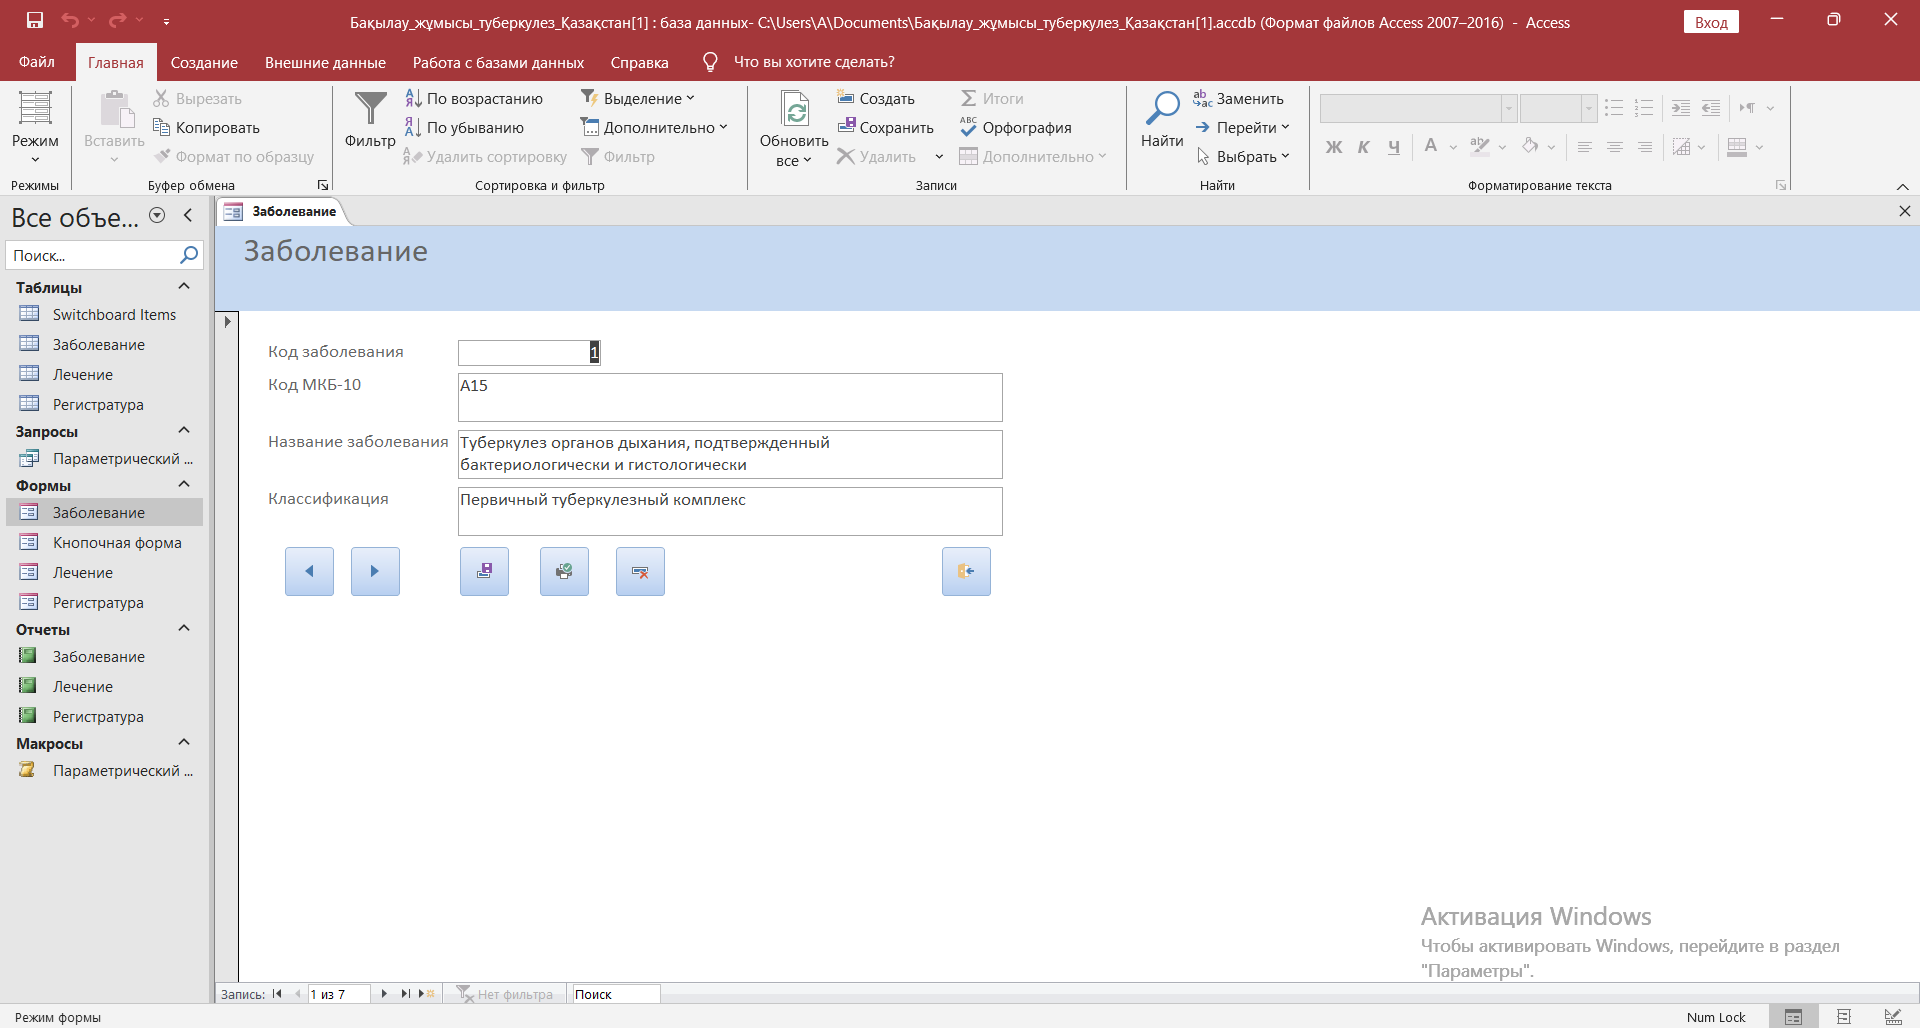 Бақылау_жұмысы_туберкулез_Қазақстан[1] : база данных- C:\Users\A\Documents\Бақылау_жұмысы_туберкулез_Қазақстан[1].accdb (Формат файлов Access 2007–2016) - Access
Вход
Файл Главная Создание Внешние данные Работа с базами данных Справка Что вы хотите сделать?
Режим
Режимы
Вставить
Вырезать
Копировать
Формат по образцу
Буфер обмена
Фильтр
По возрастанию
По убыванию
Удалить сортировку
Выделение
Дополнительно
Фильтр
Сортировка и фильтр
Обновить
все
Создать
Сохранить
Удалить
Итоги
Орфография
Дополнительно
Записи
Найти
Заменить
Перейти
Выбрать
Найти
Ж К Ч А
Форматирование текста
Все объе...
Поиск...
Таблицы
Switchboard Items
Заболевание
Лечение
Регистратура
Запросы
Параметрический ...
Формы
Заболевание
Кнопочная форма
Лечение
Регистратура
Отчеты
Заболевание
Лечение
Регистратура
Макросы
Параметрический ...
Заболевание
Заболевание
Код заболевания 1
Код МКБ-10 A15
Название заболевания Туберкулез органов дыхания, подтвержденный
бактериологически и гистологически
Классификация Первичный туберкулезный комплекс
Активация Windows
Чтобы активировать Windows, перейдите в раздел
"Параметры".
Запись: 1 из 7 Нет фильтра Поиск
Режим формы Num Lock